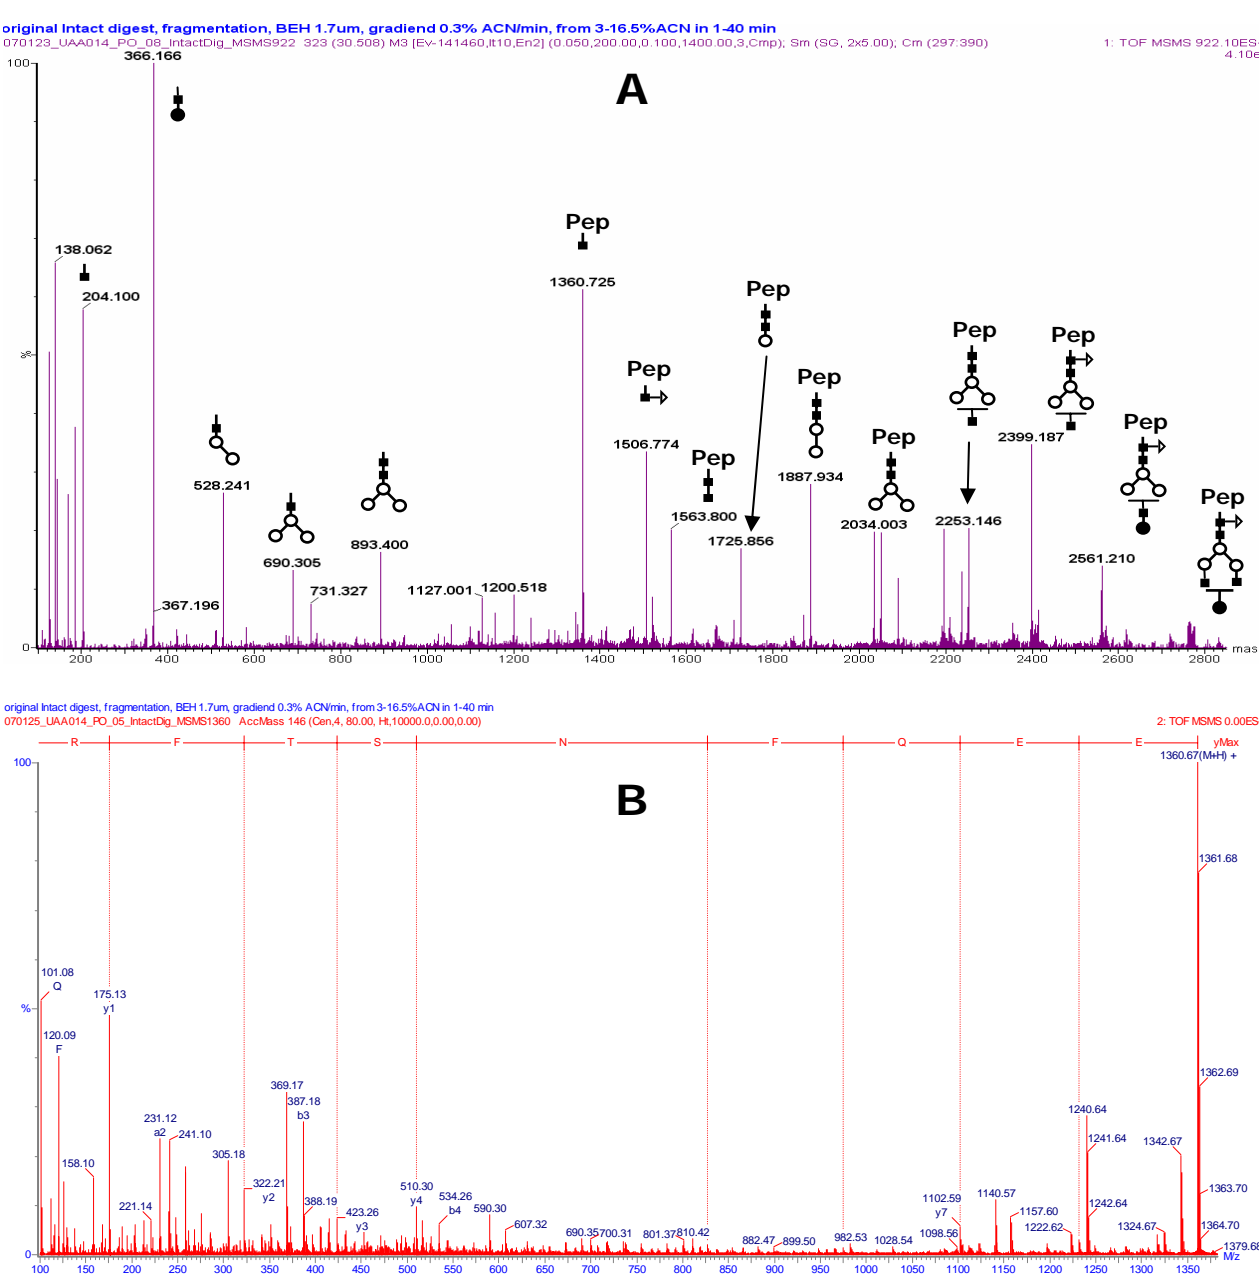 original Intact digest, fragmentation, BEH 1.7um, gradiend 0.3% ACN/min, from 3-16.5%ACN in 1-40 min
070123_UAA014_PO_08_IntactDig_MSMS922 323 (30.508) M3 [Ev-141460,It10,En2] (0.050,200.00,0.100,1400.00,3,Cmp); Sm (SG, 2x5.00); Cm (297:390)
1: TOF MSMS 922.10ES
4.10e
366.166
100
A
Pep
138.062
204.100
1360.725
Pep
Pep
Pep
Pep
%
Pep
Pep
Pep
1506.774
Pep
2399.187
Pep
528.241
1887.934
Pep
1563.800
2034.003
2253.146
893.400
1725.856
690.305
2561.210
731.327
1127.001
1200.518
367.196
0
200 400 600 800 1000 1200 1400 1600 1800 2000 2200 2400 2600 2800
mas
original Intact digest, fragmentation, BEH 1.7um, gradiend 0.3% ACN/min, from 3-16.5%ACN in 1-40 min
070125_UAA014_PO_05_IntactDig_MSMS1360 AccMass 146 (Cen,4, 80.00, Ht,10000.0,0.00,0.00)
2: TOF MSMS 0.00ES
R F T S N F Q E E yMax
1360.67(M+H) +
100
B
1361.68
101.08
Q
175.13
y1
%
120.09
F
1362.69
369.17
387.18
b3
1240.64
231.12
a2
241.10
1241.64
1342.67
305.18
158.10
322.21
y2
388.19
510.30
y4
534.26
b4
1102.59
y7
1140.57
1363.70
221.14
423.26
y3
590.30
607.32
1157.60
1242.64
1222.62
1324.67
1364.70
690.35
700.31
801.37
810.42
882.47
899.50
982.53
1028.54
1098.56
1379.68
0
M/z
100 150 200 250 300 350 400 450 500 550 600 650 700 750 800 850 900 950 1000 1050 1100 1150 1200 1250 1300 1350